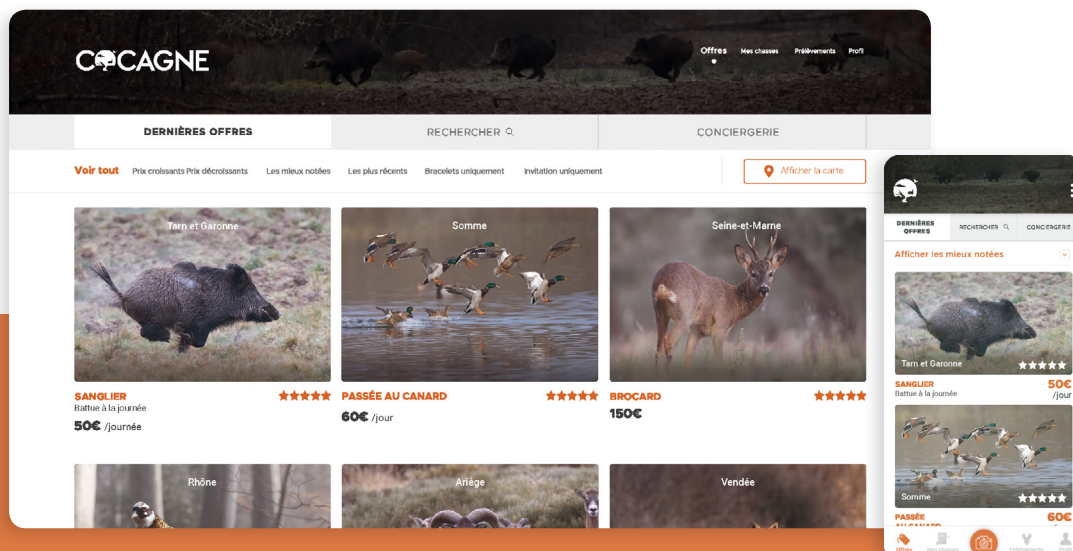 COCAGNE
Offres Mes chasses Prélèvements Profil
DERNIÈRES OFFRES RECHERCHER CONCIERGERIE
Voir tout Prix croissants Prix décroissants Les mieux notées Les plus récents Bracelets uniquement Invitation uniquement Afficher la carte
Tarn et Garonne Somme Seine-et-Marne
SANGLIER
Battue à la journée
50€ /journée
PASSÉE AU CANARD
60€ /jour
BROCARD
150€
Rhône Ariège Vendée
DERNIÈRES
OFFRES
RECHERCHER CONCIERGERIE
Afficher les mieux notées
Tarn et Garonne
SANGLIER 50€
Battue à la journée /jour
Somme
PASSÉE 60€
AU CANARD
Offres Mes chasses Prélèvements Profil